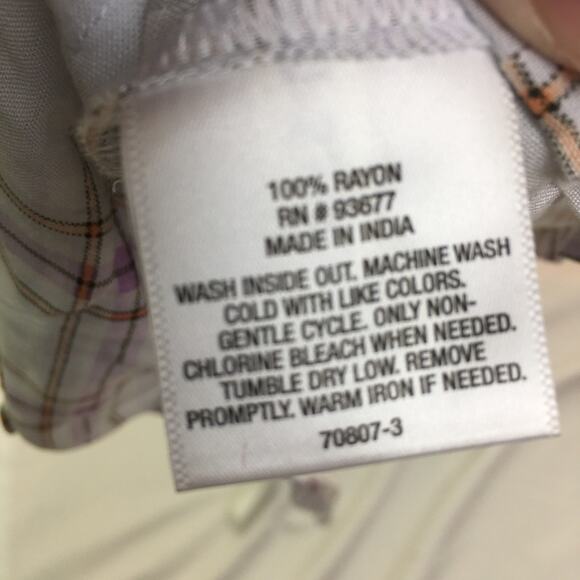 100% RAYON
RN # 93677
MADE IN INDIA
WASH INSIDE OUT. MACHINE WASH
COLD WITH LIKE COLORS.
GENTLE CYCLE. ONLY NON-
CHLORINE BLEACH WHEN NEEDED.
TUMBLE DRY LOW. REMOVE
PROMPTLY. WARM IRON IF NEEDED.
70807-3